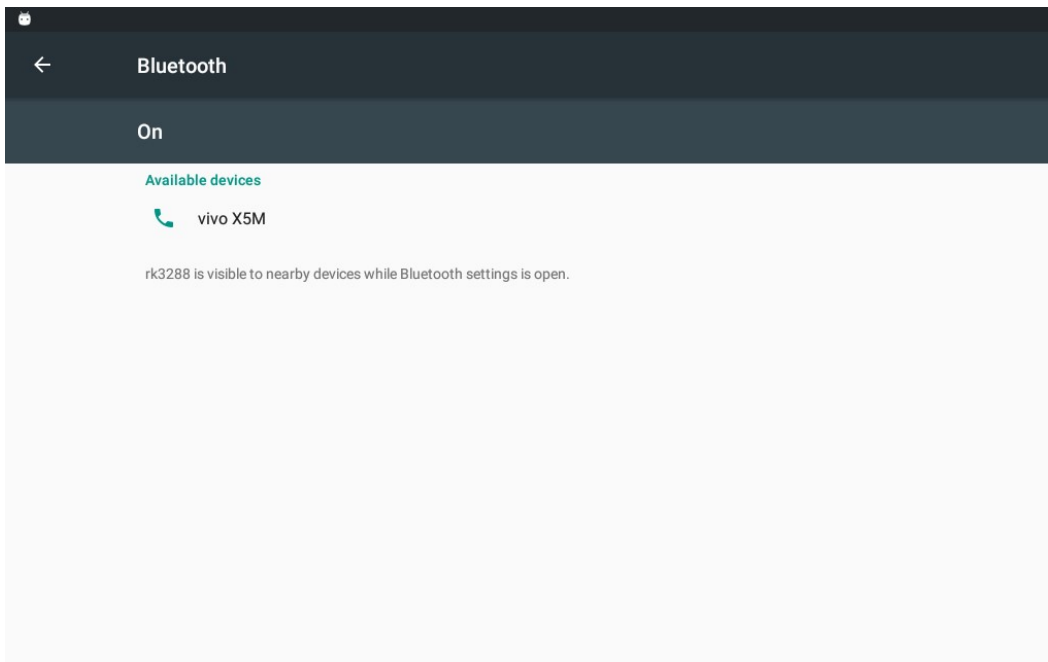 Bluetooth
On
Available devices
vivo X5M
rk3288 is visible to nearby devices while Bluetooth settings is open.